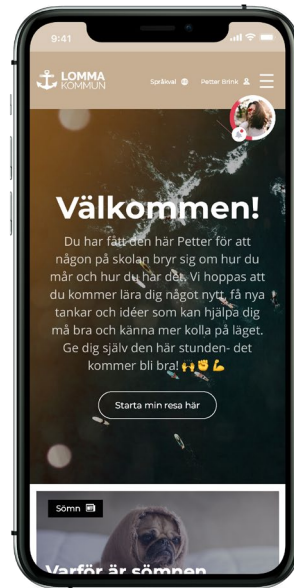 9:41
LOMMA
KOMMUN
Språkval
Petter Brink
Välkommen!
Du har fått den här Petter för att
någon på skolan bryr sig om hur du
mår och hur du har det. Vi hoppas att
du kommer lära dig något nytt, få nya
tankar och idéer som kan hjälpa dig
må bra och känna mer kolla på läget.
Ge dig själv den här stunden- det
kommer bli bra! 🙌✊💪
Starta min resa här
Sömn
Varför är sömnen